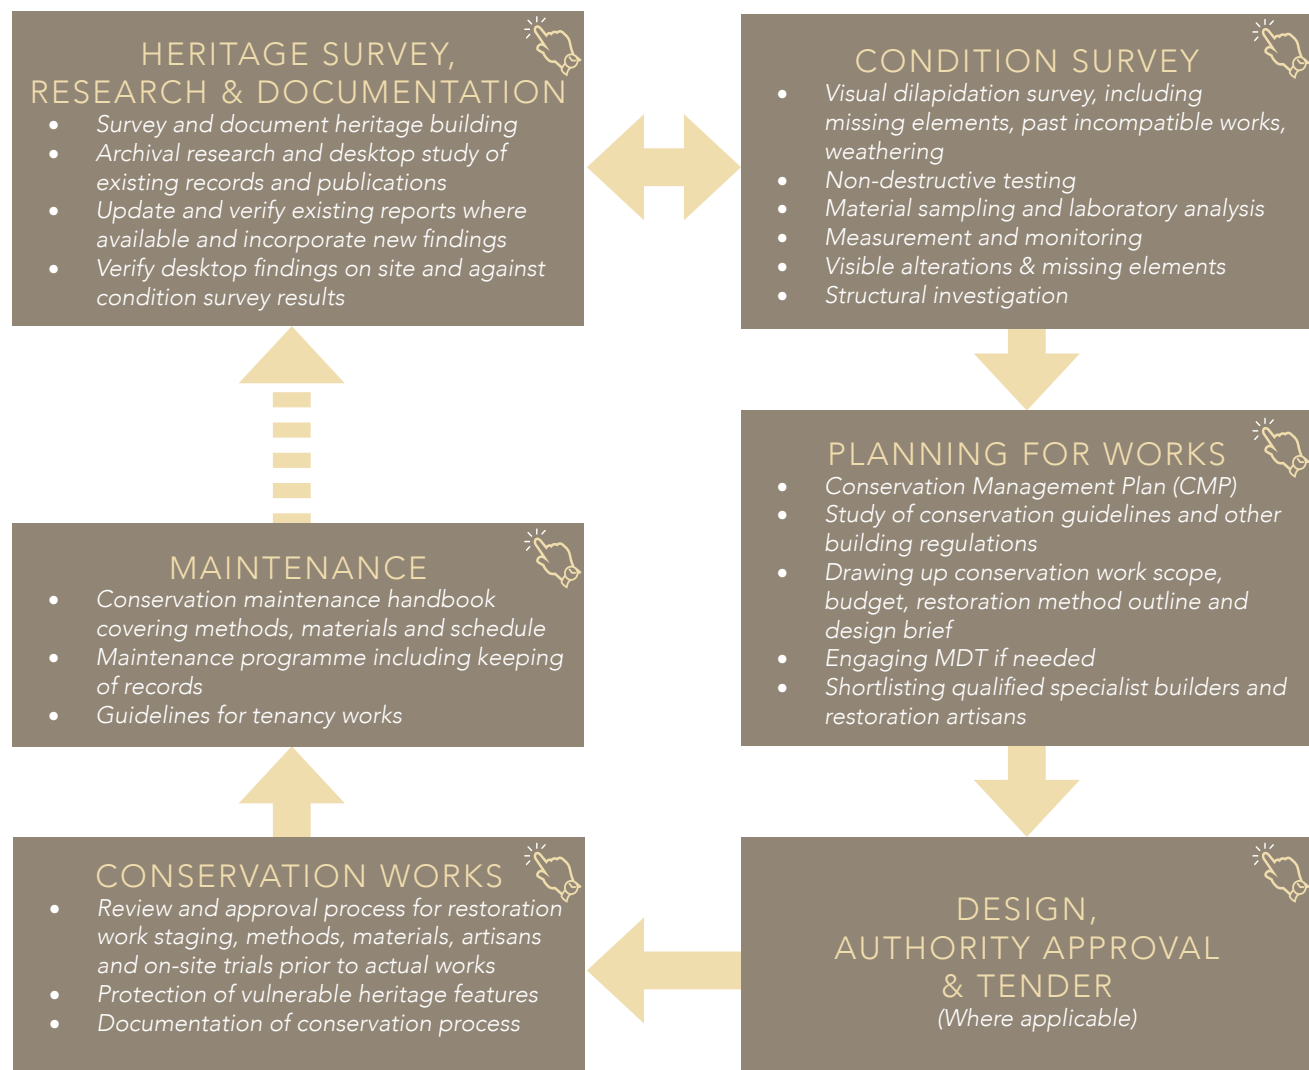 HERITAGE SURVEY,
RESEARCH & DOCUMENTATION
• Survey and document heritage building
• Archival research and desktop study of
existing records and publications
• Update and verify existing reports where
available and incorporate new findings
• Verify desktop findings on site and against
condition survey results
CONDITION SURVEY
• Visual dilapidation survey, including
missing elements, past incompatible works,
weathering
• Non-destructive testing
• Material sampling and laboratory analysis
• Measurement and monitoring
• Visible alterations & missing elements
• Structural investigation
PLANNING FOR WORKS
• Conservation Management Plan (CMP)
• Study of conservation guidelines and other
building regulations
• Drawing up conservation work scope,
budget, restoration method outline and
design brief
• Engaging MDT if needed
• Shortlisting qualified specialist builders and
restoration artisans
DESIGN,
AUTHORITY APPROVAL
& TENDER
(Where applicable)
CONSERVATION WORKS
• Review and approval process for restoration
work staging, methods, materials, artisans
and on-site trials prior to actual works
• Protection of vulnerable heritage features
• Documentation of conservation process
MAINTENANCE
• Conservation maintenance handbook
covering methods, materials and schedule
• Maintenance programme including keeping
of records
• Guidelines for tenancy works